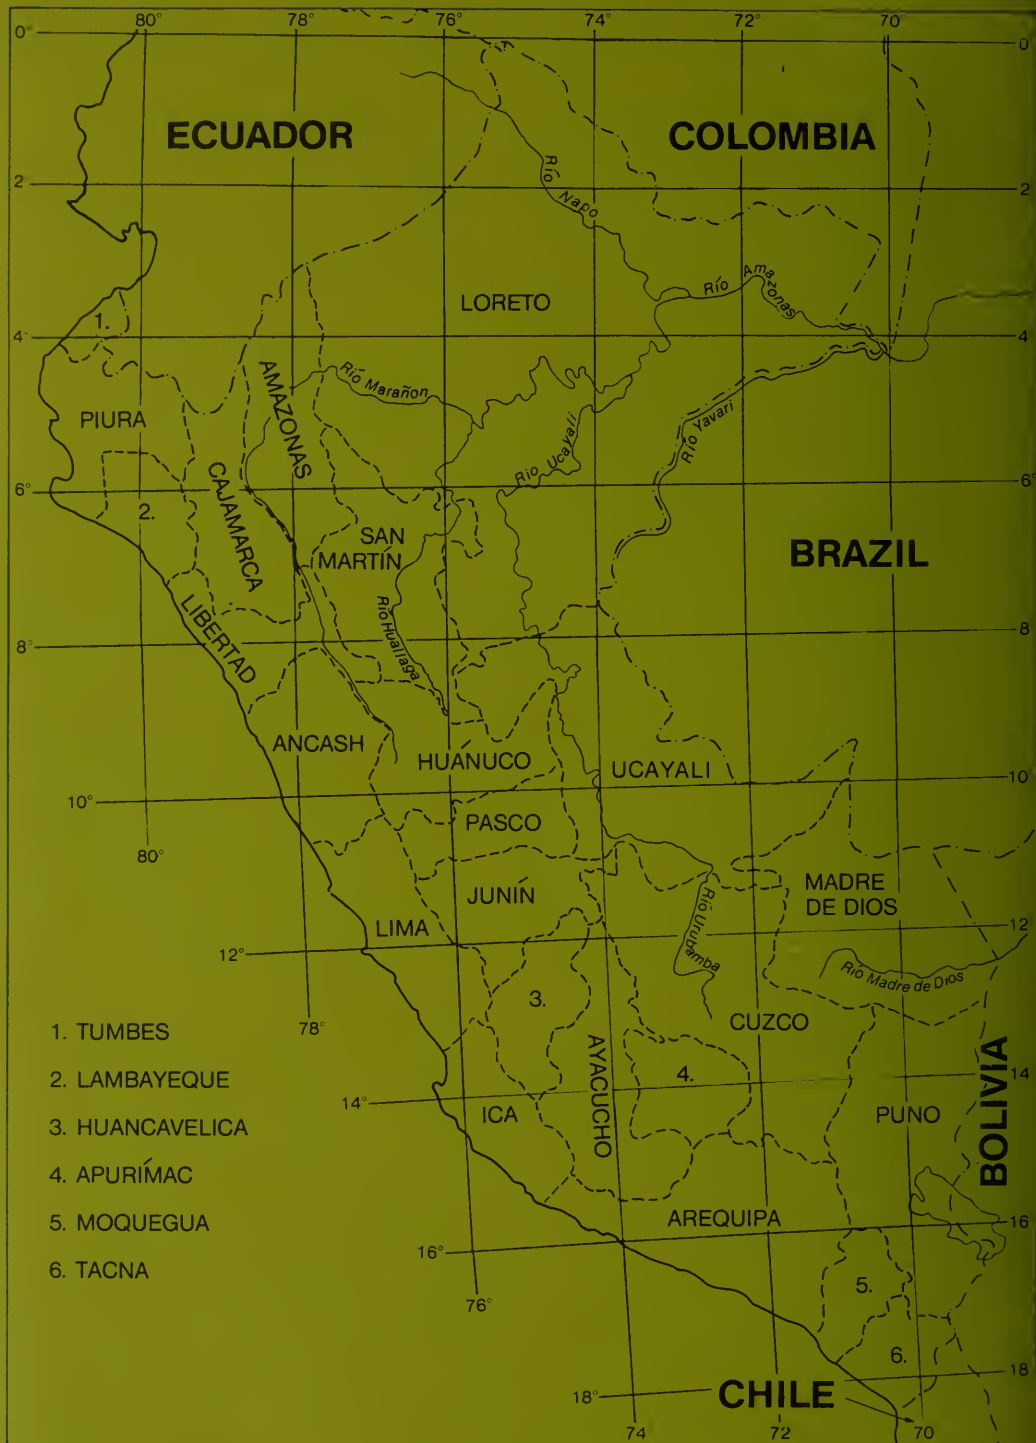 80°
78°
76°
74°
72°
70
0°
0
ECUADOR
COLOMBIA
Río Napo
2°
2
LORETO
Río Amazonas
1.
4°
4
PIURA
AMAZONAS
Río Marañon
Río Ucayali
Río Yavari
6°
6°
2.
CAJAMARCA
SAN
MARTÍN
BRAZIL
LIBERTAD
Río Huallaga
8°
8
ANCASH
HUÁNUCO
UCAYALI
10°
10
PASCO
80°
JUNÍN
MADRE
DE DIOS
LIMA
Río Urubamba
12°
12
Río Madre de Dios
3.
78°
CUZCO
1. TUMBES
2. LAMBAYEQUE
3. HUANCAVELICA
4. APURÍMAC
5. MOQUEGUA
6. TACNA
AYACUCHO
4.
BOLIVIA
14°
14
ICA
PUNO
AREQUIPA
16°
16
76°
5.
6.
18
18°
CHILE
74
72
70